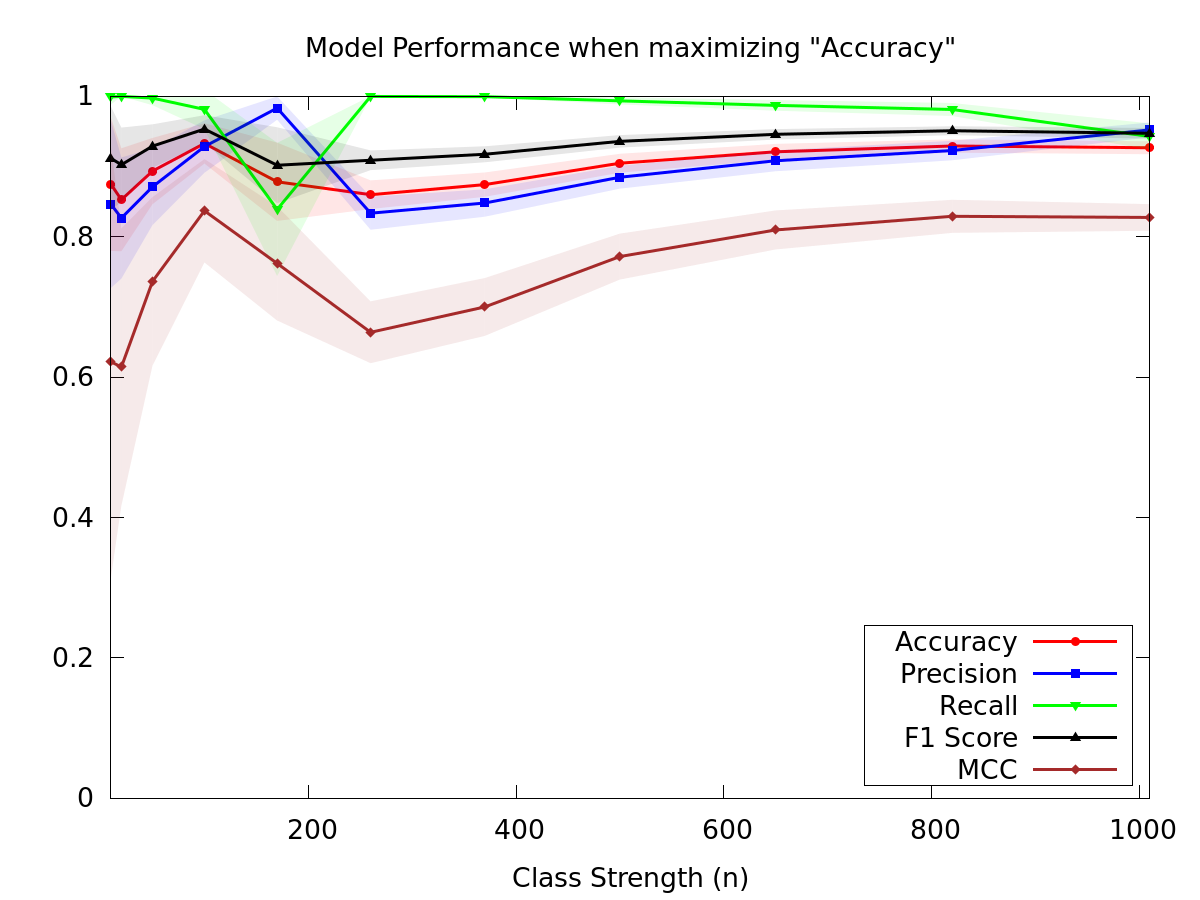 Model Performance when maximizing "Accuracy"
1
0.8
0.6
0.4
0.2
0
Accuracy
Precision
Recall
F1 Score
MCC
200 400 600 800 1000
Class Strength (n)